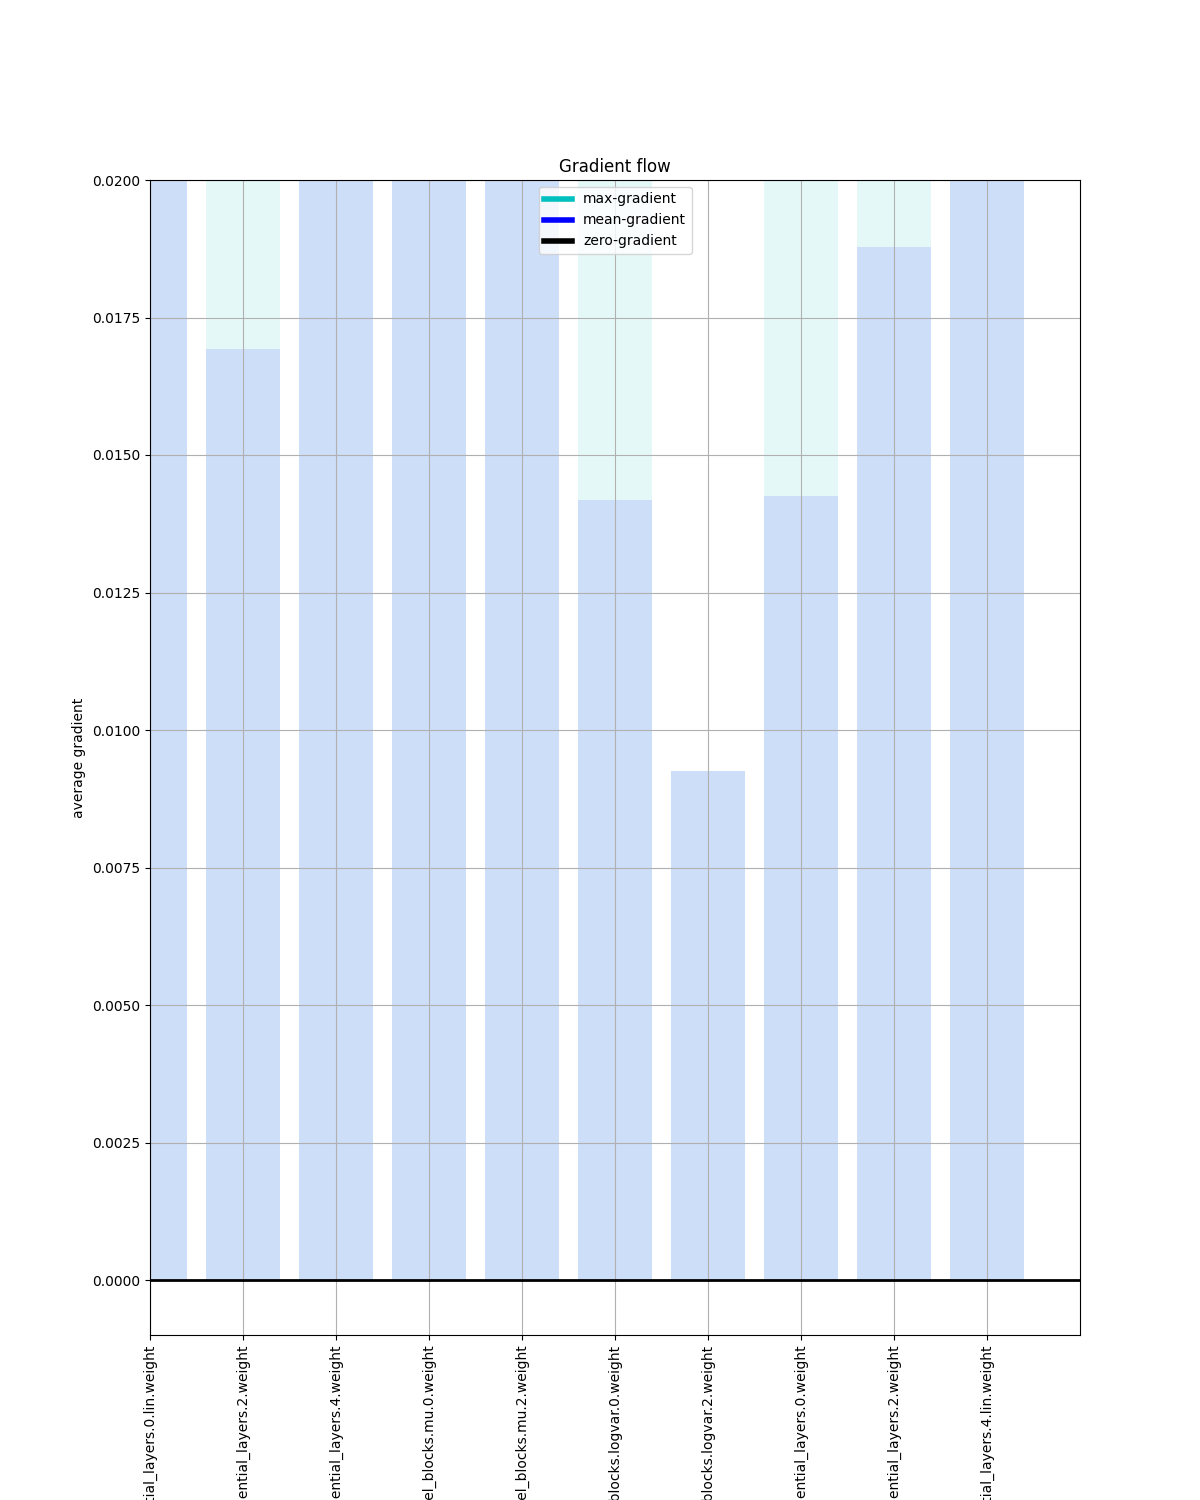 Gradient flow
max-gradient
mean-gradient
zero-gradient
0.0200
0.0175
0.0150
0.0125
0.0100
0.0075
0.0050
0.0025
0.0000
average gradient
tial_layers.0.lin.weight
ential_layers.2.weight
ential_layers.4.weight
el_blocks.mu.0.weight
el_blocks.mu.2.weight
blocks.logvar.0.weight
blocks.logvar.2.weight
ential_layers.0.weight
ential_layers.2.weight
tial_layers.4.lin.weight